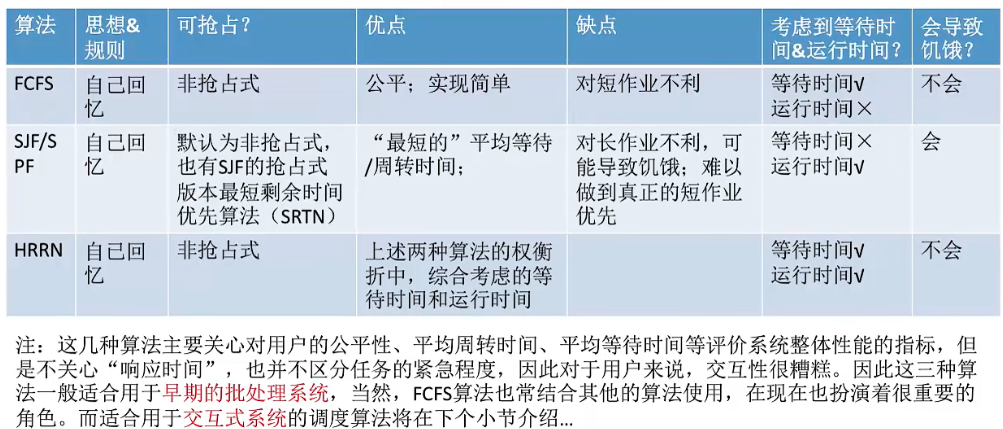 算法 思想& 可抢占? 优点 缺点 考虑到等待时 会导致
规则 间&运行时间? 饥饿?
FCFS 自己回 非抢占式 公平；实现简单 对短作业不利 等待时间√ 不会
忆 运行时间×
SJF/S 自己回 默认为非抢占式， “最短的”平均等待 对长作业不利，可 等待时间× 会
PF 忆 也有SJF的抢占式 /周转时间； 能导致饥饿；难以 运行时间√
版本最短剩余时间 做到真正的短作业
优先算法（SRTN） 优先
HRRN 自己回 非抢占式 上述两种算法的权衡 等待时间√ 不会
忆 折中，综合考虑的等 运行时间√
待时间和运行时间
注：这几种算法主要关心对用户的公平性、平均周转时间、平均等待时间等评价系统整体性能的指标，但
是不关心“响应时间”，也并不区分任务的紧急程度，因此对于用户来说，交互性很糟糕。因此这三种算
法一般适合用于早期的批处理系统，当然，FCFS算法也常结合其他的算法使用，在现在也扮演着很重要的
角色。而适合用于交互式系统的调度算法将在下个小节介绍...